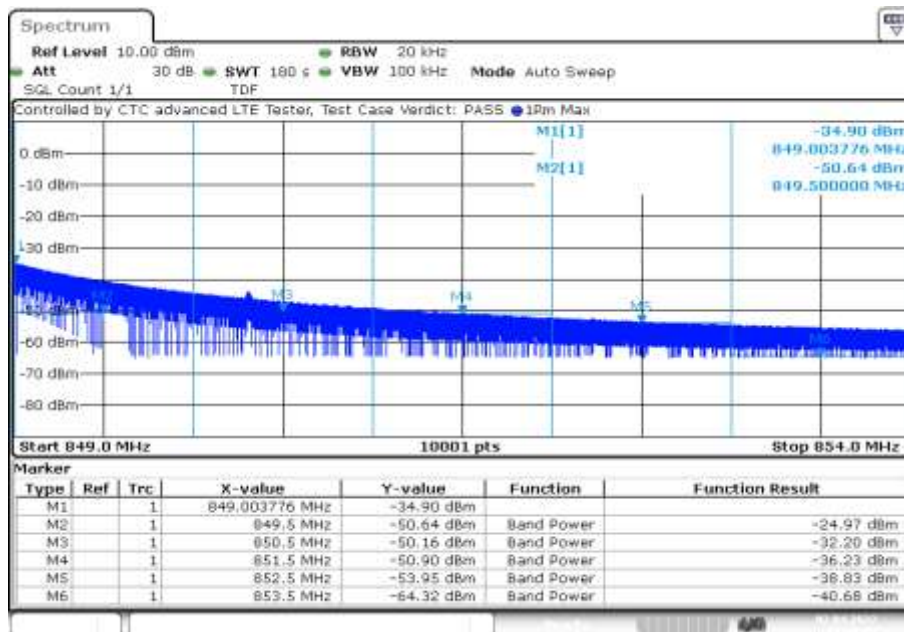 Spectrum
Ref Level 10.00 dBm RBW 20 kHz
Att 30 dB SWT 180 s VBW 100 kHz Mode Auto Sweep
SGL Count 1/1 TDF
Controlled by CTC advanced LTE Tester, Test Case Verdict: PASS 1Rm Max
M1[1] -34.90 dBm
849.003776 MHz
M2[1] -50.64 dBm
849.500000 MHz
0 dBm
-10 dBm
-20 dBm
-30 dBm
M3 M4 M5
M6
-60 dBm
-70 dBm
-80 dBm
Start 849.0 MHz 10001 pts Stop 854.0 MHz
Marker
Type Ref Trc X-value Y-value Function Function Result
M1 1 849.003776 MHz -34.90 dBm
M2 1 849.5 MHz -50.64 dBm Band Power -24.97 dBm
M3 1 850.5 MHz -50.16 dBm Band Power -32.20 dBm
M4 1 851.5 MHz -50.90 dBm Band Power -36.23 dBm
M5 1 852.5 MHz -53.95 dBm Band Power -38.83 dBm
M6 1 853.5 MHz -64.32 dBm Band Power -40.68 dBm